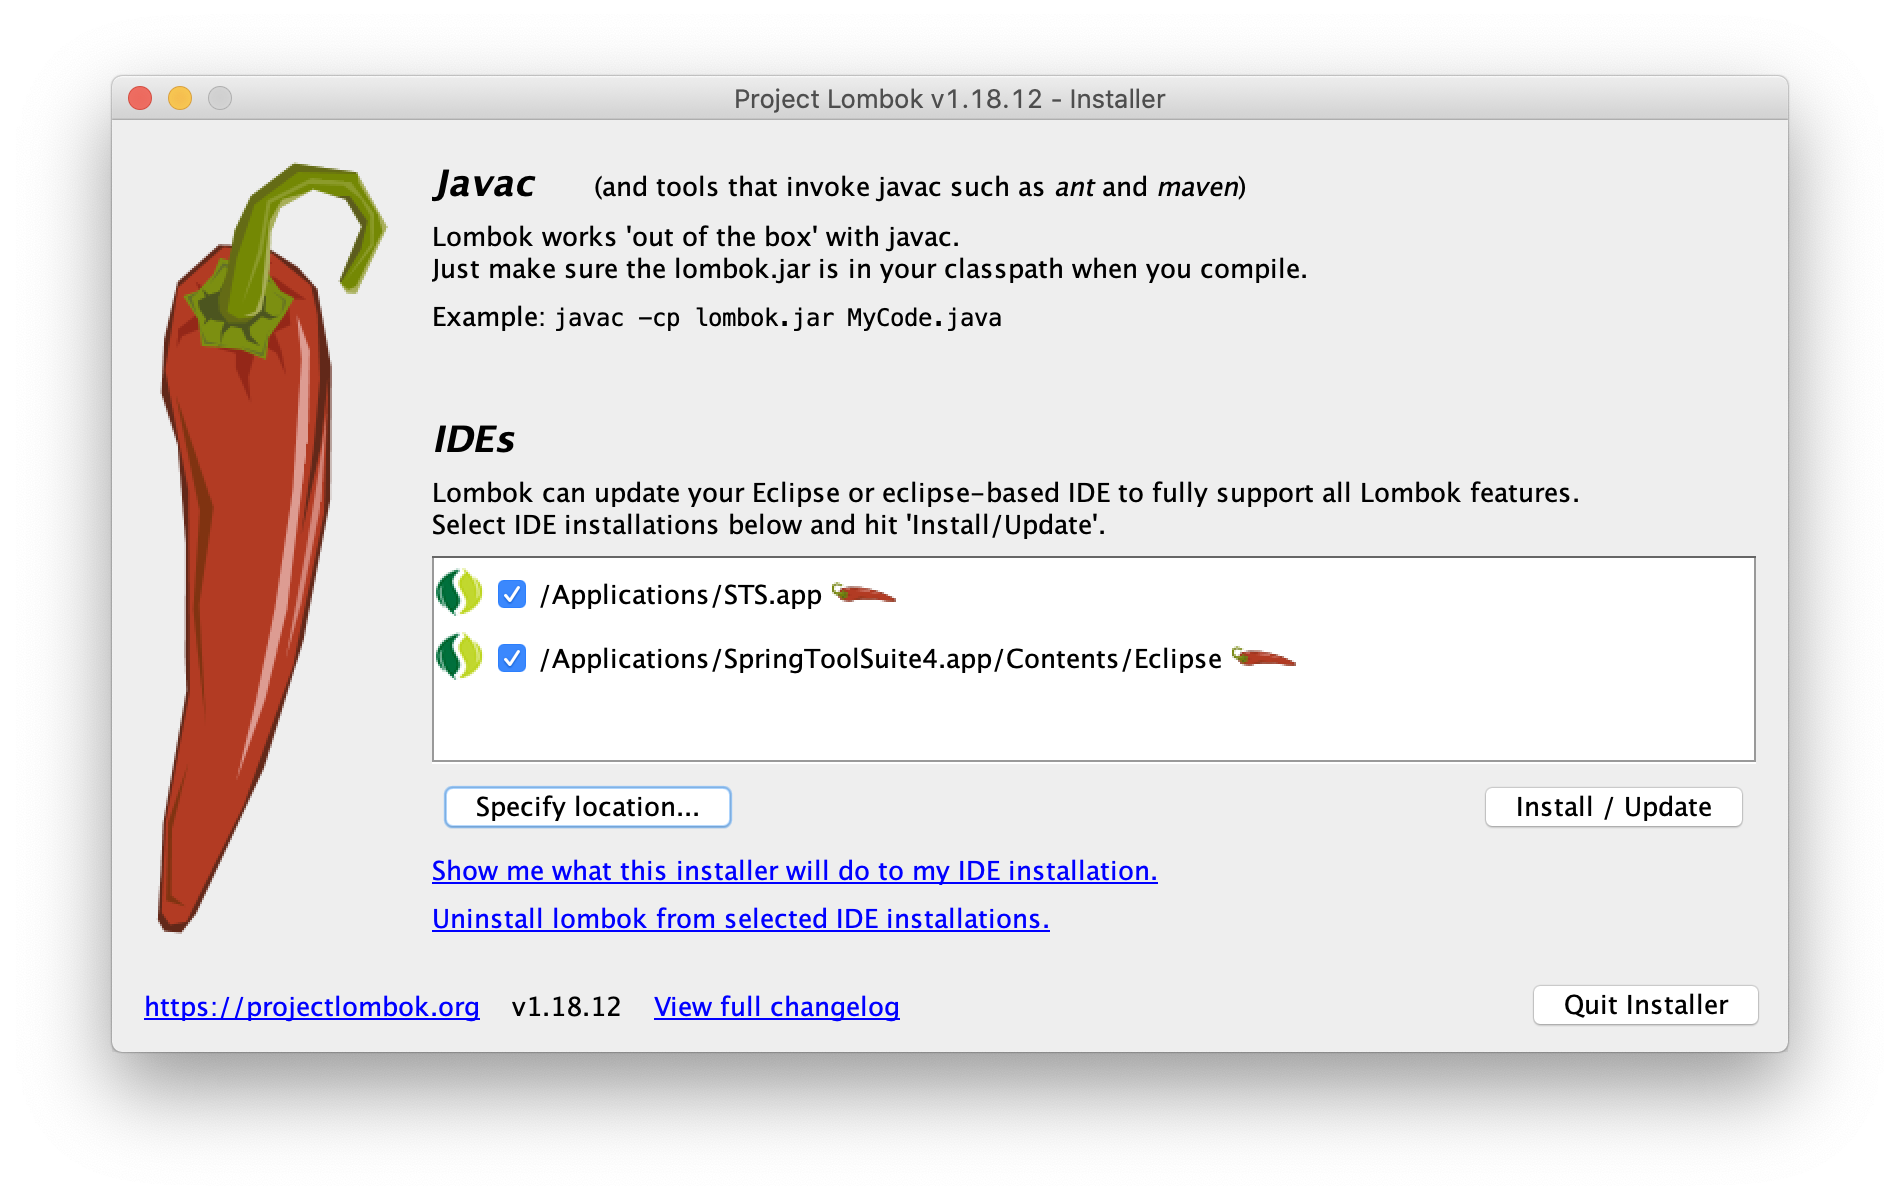 Project Lombok v1.18.12 - Installer
Javac (and tools that invoke javac such as ant and maven)
Lombok works 'out of the box' with javac.
Just make sure the lombok.jar is in your classpath when you compile.
Example: javac -cp lombok.jar MyCode.java
IDEs
Lombok can update your Eclipse or eclipse-based IDE to fully support all Lombok features.
Select IDE installations below and hit 'Install/Update'.
/Applications/STS.app
/Applications/SpringToolSuite4.app/Contents/Eclipse
Specify location... Install / Update
Show me what this installer will do to my IDE installation.
Uninstall lombok from selected IDE installations.
https://projectlombok.org v1.18.12 View full changelog Quit Installer